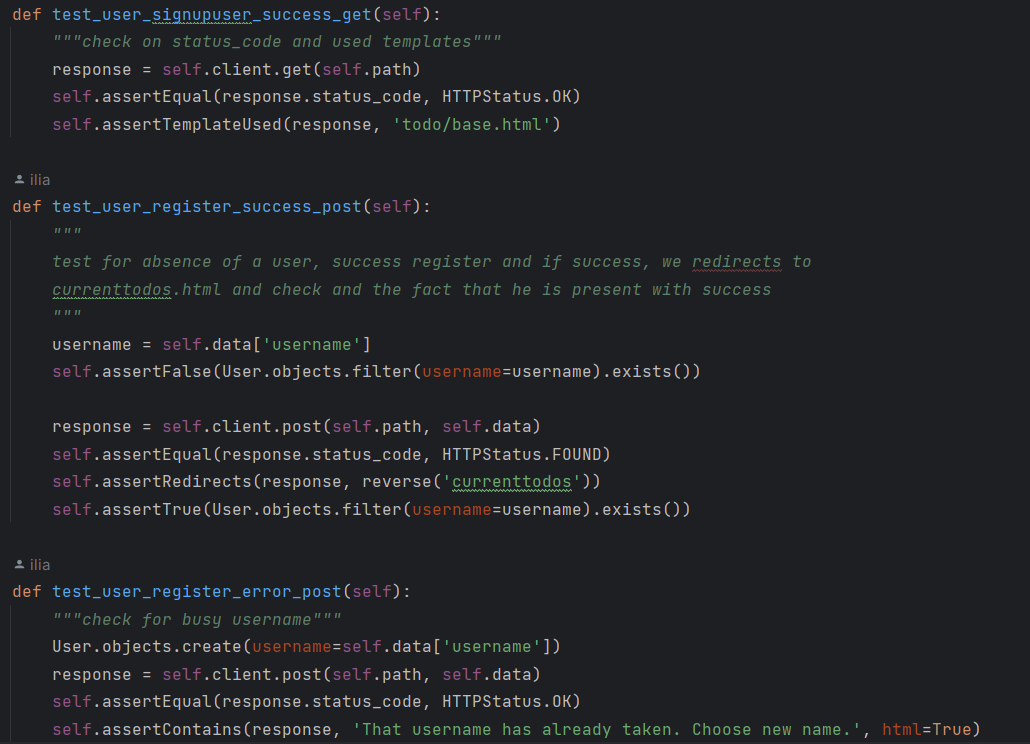 def test_user_signupuser_success_get(self):
    """check on status_code and used templates"""
    response = self.client.get(self.path)
    self.assertEqual(response.status_code, HTTPStatus.OK)
    self.assertTemplateUsed(response, 'todo/base.html')
ilia
def test_user_register_success_post(self):
    """
    test for absence of a user, success register and if success, we redirects to
    currenttodos.html and check and the fact that he is present with success
    """
    username = self.data['username']
    self.assertFalse(User.objects.filter(username=username).exists())
    response = self.client.post(self.path, self.data)
    self.assertEqual(response.status_code, HTTPStatus.FOUND)
    self.assertRedirects(response, reverse('currenttodos'))
    self.assertTrue(User.objects.filter(username=username).exists())
ilia
def test_user_register_error_post(self):
    """check for busy username"""
    User.objects.create(username=self.data['username'])
    response = self.client.post(self.path, self.data)
    self.assertEqual(response.status_code, HTTPStatus.OK)
    self.assertContains(response, 'That username has already taken. Choose new name.', html=True)